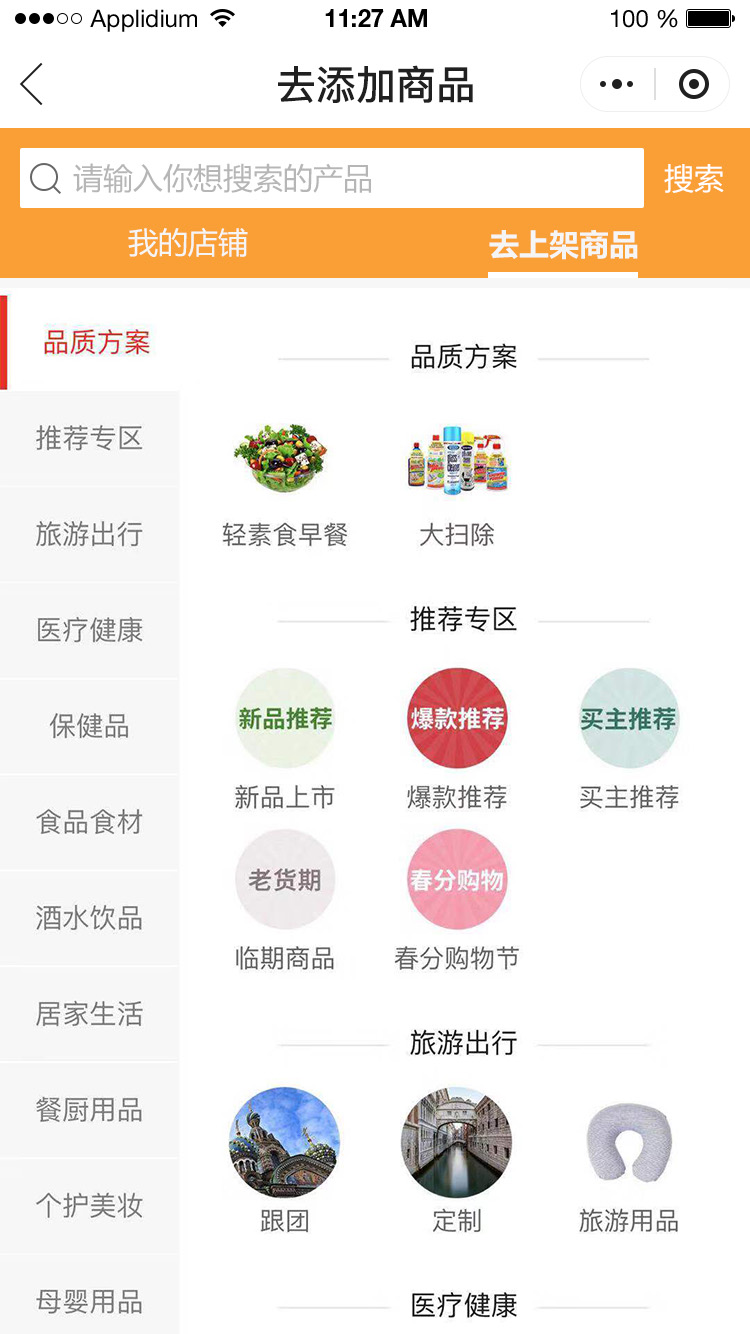 Applidium 11:27 AM 100 %
去添加商品
请输入你想搜索的产品 搜索
我的店铺 去上架商品
品质方案
推荐专区
旅游出行
医疗健康
保健品
食品食材
酒水饮品
居家生活
餐厨用品
个护美妆
母婴用品
品质方案
轻素食早餐 大扫除
推荐专区
新品推荐 爆款推荐 买主推荐
新品上市 爆款推荐 买主推荐
老货期 春分购物
临期商品 春分购物节
旅游出行
跟团 定制 旅游用品
医疗健康